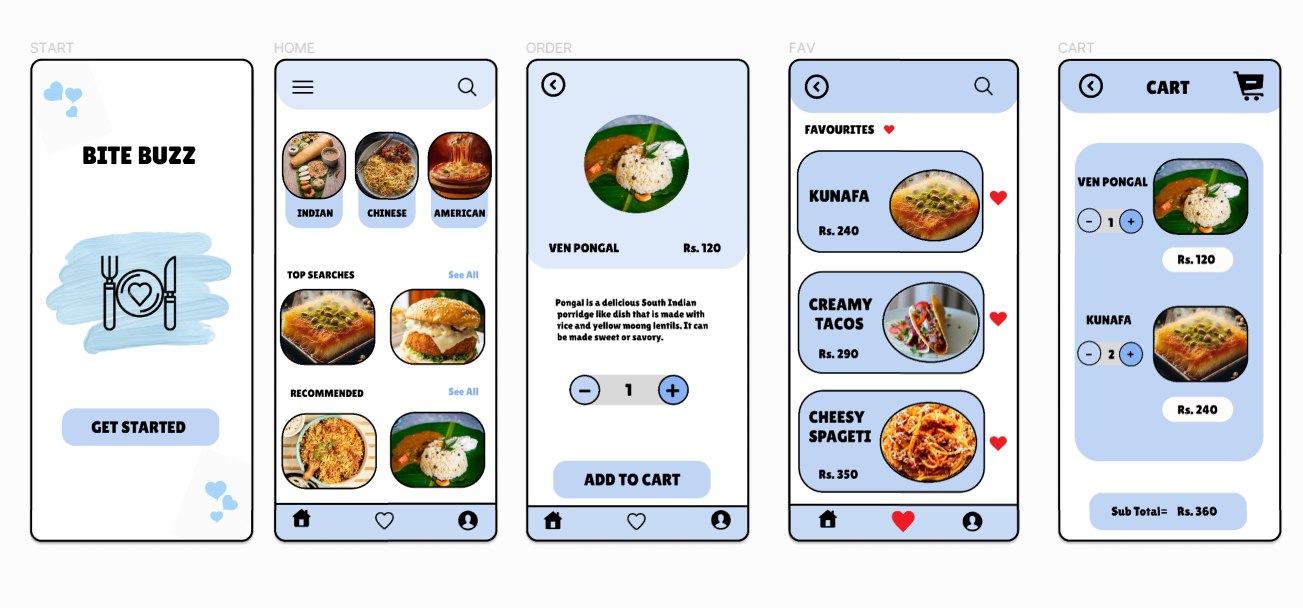 START
BITE BUZZ
GET STARTED
HOME
INDIAN
CHINESE
AMERICAN
TOP SEARCHES
See All
RECOMMENDED
See All
ORDER
VEN PONGAL
Rs. 120
Pongal is a delicious South Indian
porridge like dish that is made with
rice and yellow moong lentils. It can
be made sweet or savory.
−
1
+
ADD TO CART
FAV
FAVOURITES
KUNAFA
Rs. 240
CREAMY
TACOS
Rs. 290
CHEESY
SPAGETI
Rs. 350
CART
CART
VEN PONGAL
− 1 +
Rs. 120
KUNAFA
− 2 +
Rs. 240
Sub Total= Rs. 360